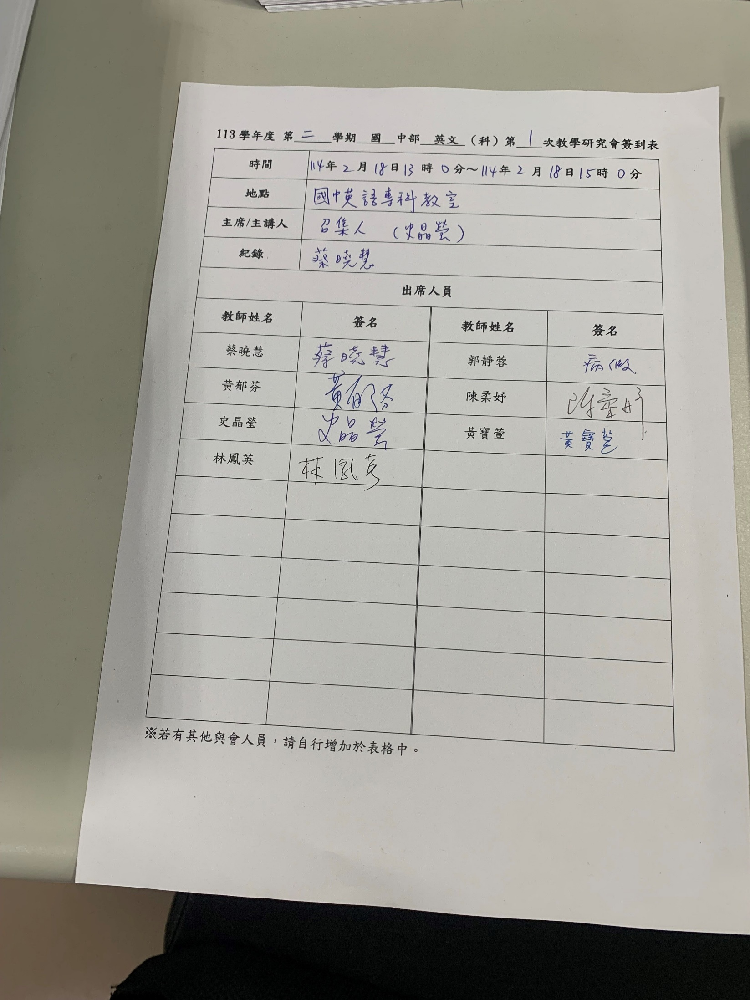 113學年度 第二學期 國 中部 英文 (科) 第 1 次教學研究會簽到表
時間 114年 2 月 18日13 時 0 分～114年 2 月 18日15時 0 分
地點 國中英語專科教室
主席/主講人 召集人 (史晶瑩)
紀錄 蔡曉慧
出席人員
教師姓名 簽名 教師姓名 簽名
蔡曉慧 蔡曉慧 郭靜蓉 病假
黃郁芬 黃郁芬 陳柔妤 陳柔妤
史晶瑩 史晶瑩 黃寶萱 黃寶萱
林鳳英 林鳳英
※若有其他與會人員，請自行增加於表格中。